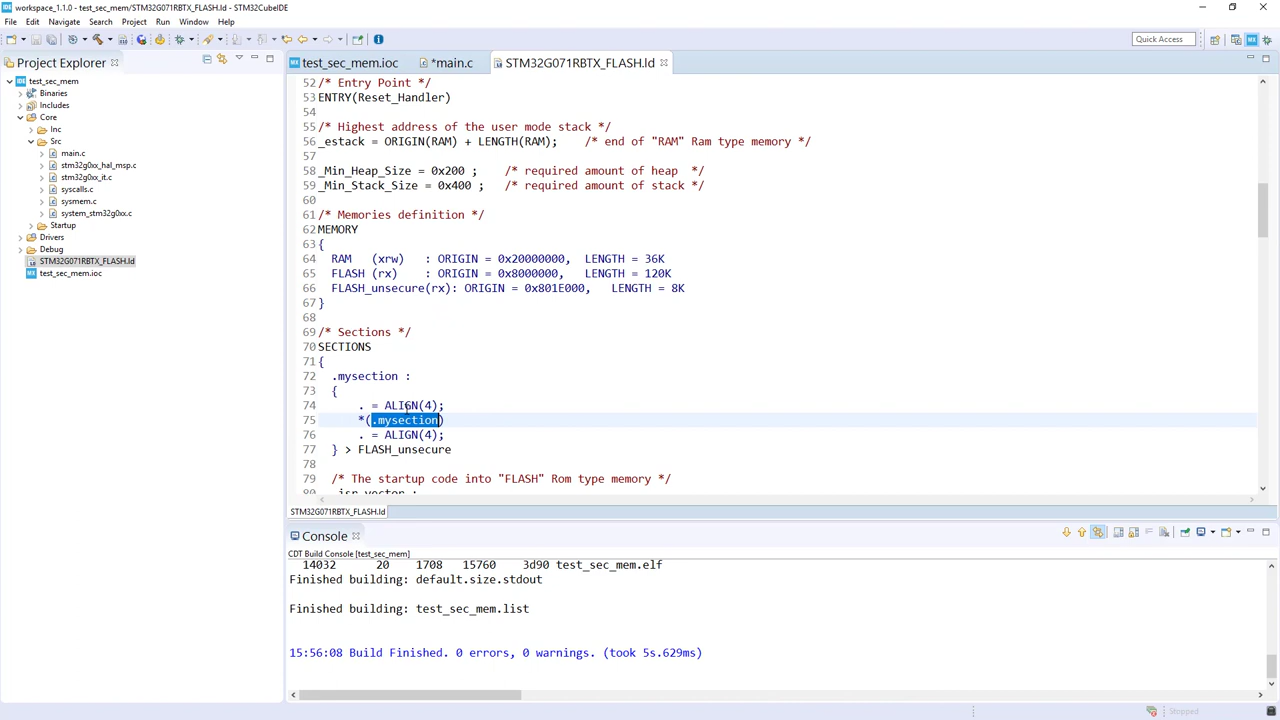 workspace_1.1.0 - test_sec_mem/STM32G071RBTX_FLASH.ld - STM32CubeIDE
File Edit Navigate Search Project Run Window Help
Quick Access
Project Explorer
test_sec_mem
Binaries
Includes
Core
Inc
Src
main.c
stm32g0xx_hal_msp.c
stm32g0xx_it.c
syscalls.c
sysmem.c
system_stm32g0xx.c
Startup
Drivers
Debug
STM32G071RBTX_FLASH.ld
test_sec_mem.ioc
test_sec_mem.ioc *main.c STM32G071RBTX_FLASH.ld
52 /* Entry Point */
53 ENTRY(Reset_Handler)
54
55 /* Highest address of the user mode stack */
56 _estack = ORIGIN(RAM) + LENGTH(RAM); /* end of "RAM" Ram type memory */
57
58 _Min_Heap_Size = 0x200 ; /* required amount of heap */
59 _Min_Stack_Size = 0x400 ; /* required amount of stack */
60
61 /* Memories definition */
62 MEMORY
63 {
64 RAM (xrw) : ORIGIN = 0x20000000, LENGTH = 36K
65 FLASH (rx) : ORIGIN = 0x8000000, LENGTH = 120K
66 FLASH_unsecure(rx): ORIGIN = 0x801E000, LENGTH = 8K
67 }
68
69 /* Sections */
70 SECTIONS
71 {
72 .mysection :
73 {
74 . = ALIGN(4);
75 *(.mysection)
76 . = ALIGN(4);
77 } > FLASH_unsecure
78
79 /* The startup code into "FLASH" Rom type memory */
80 .isr_vector :
STM32G071RBTX_FLASH.ld
Console
CDT Build Console [test_sec_mem]
14032 20 1708 15760 3d90 test_sec_mem.elf
Finished building: default.size.stdout
Finished building: test_sec_mem.list
15:56:08 Build Finished. 0 errors, 0 warnings. (took 5s.629ms)
Stopped